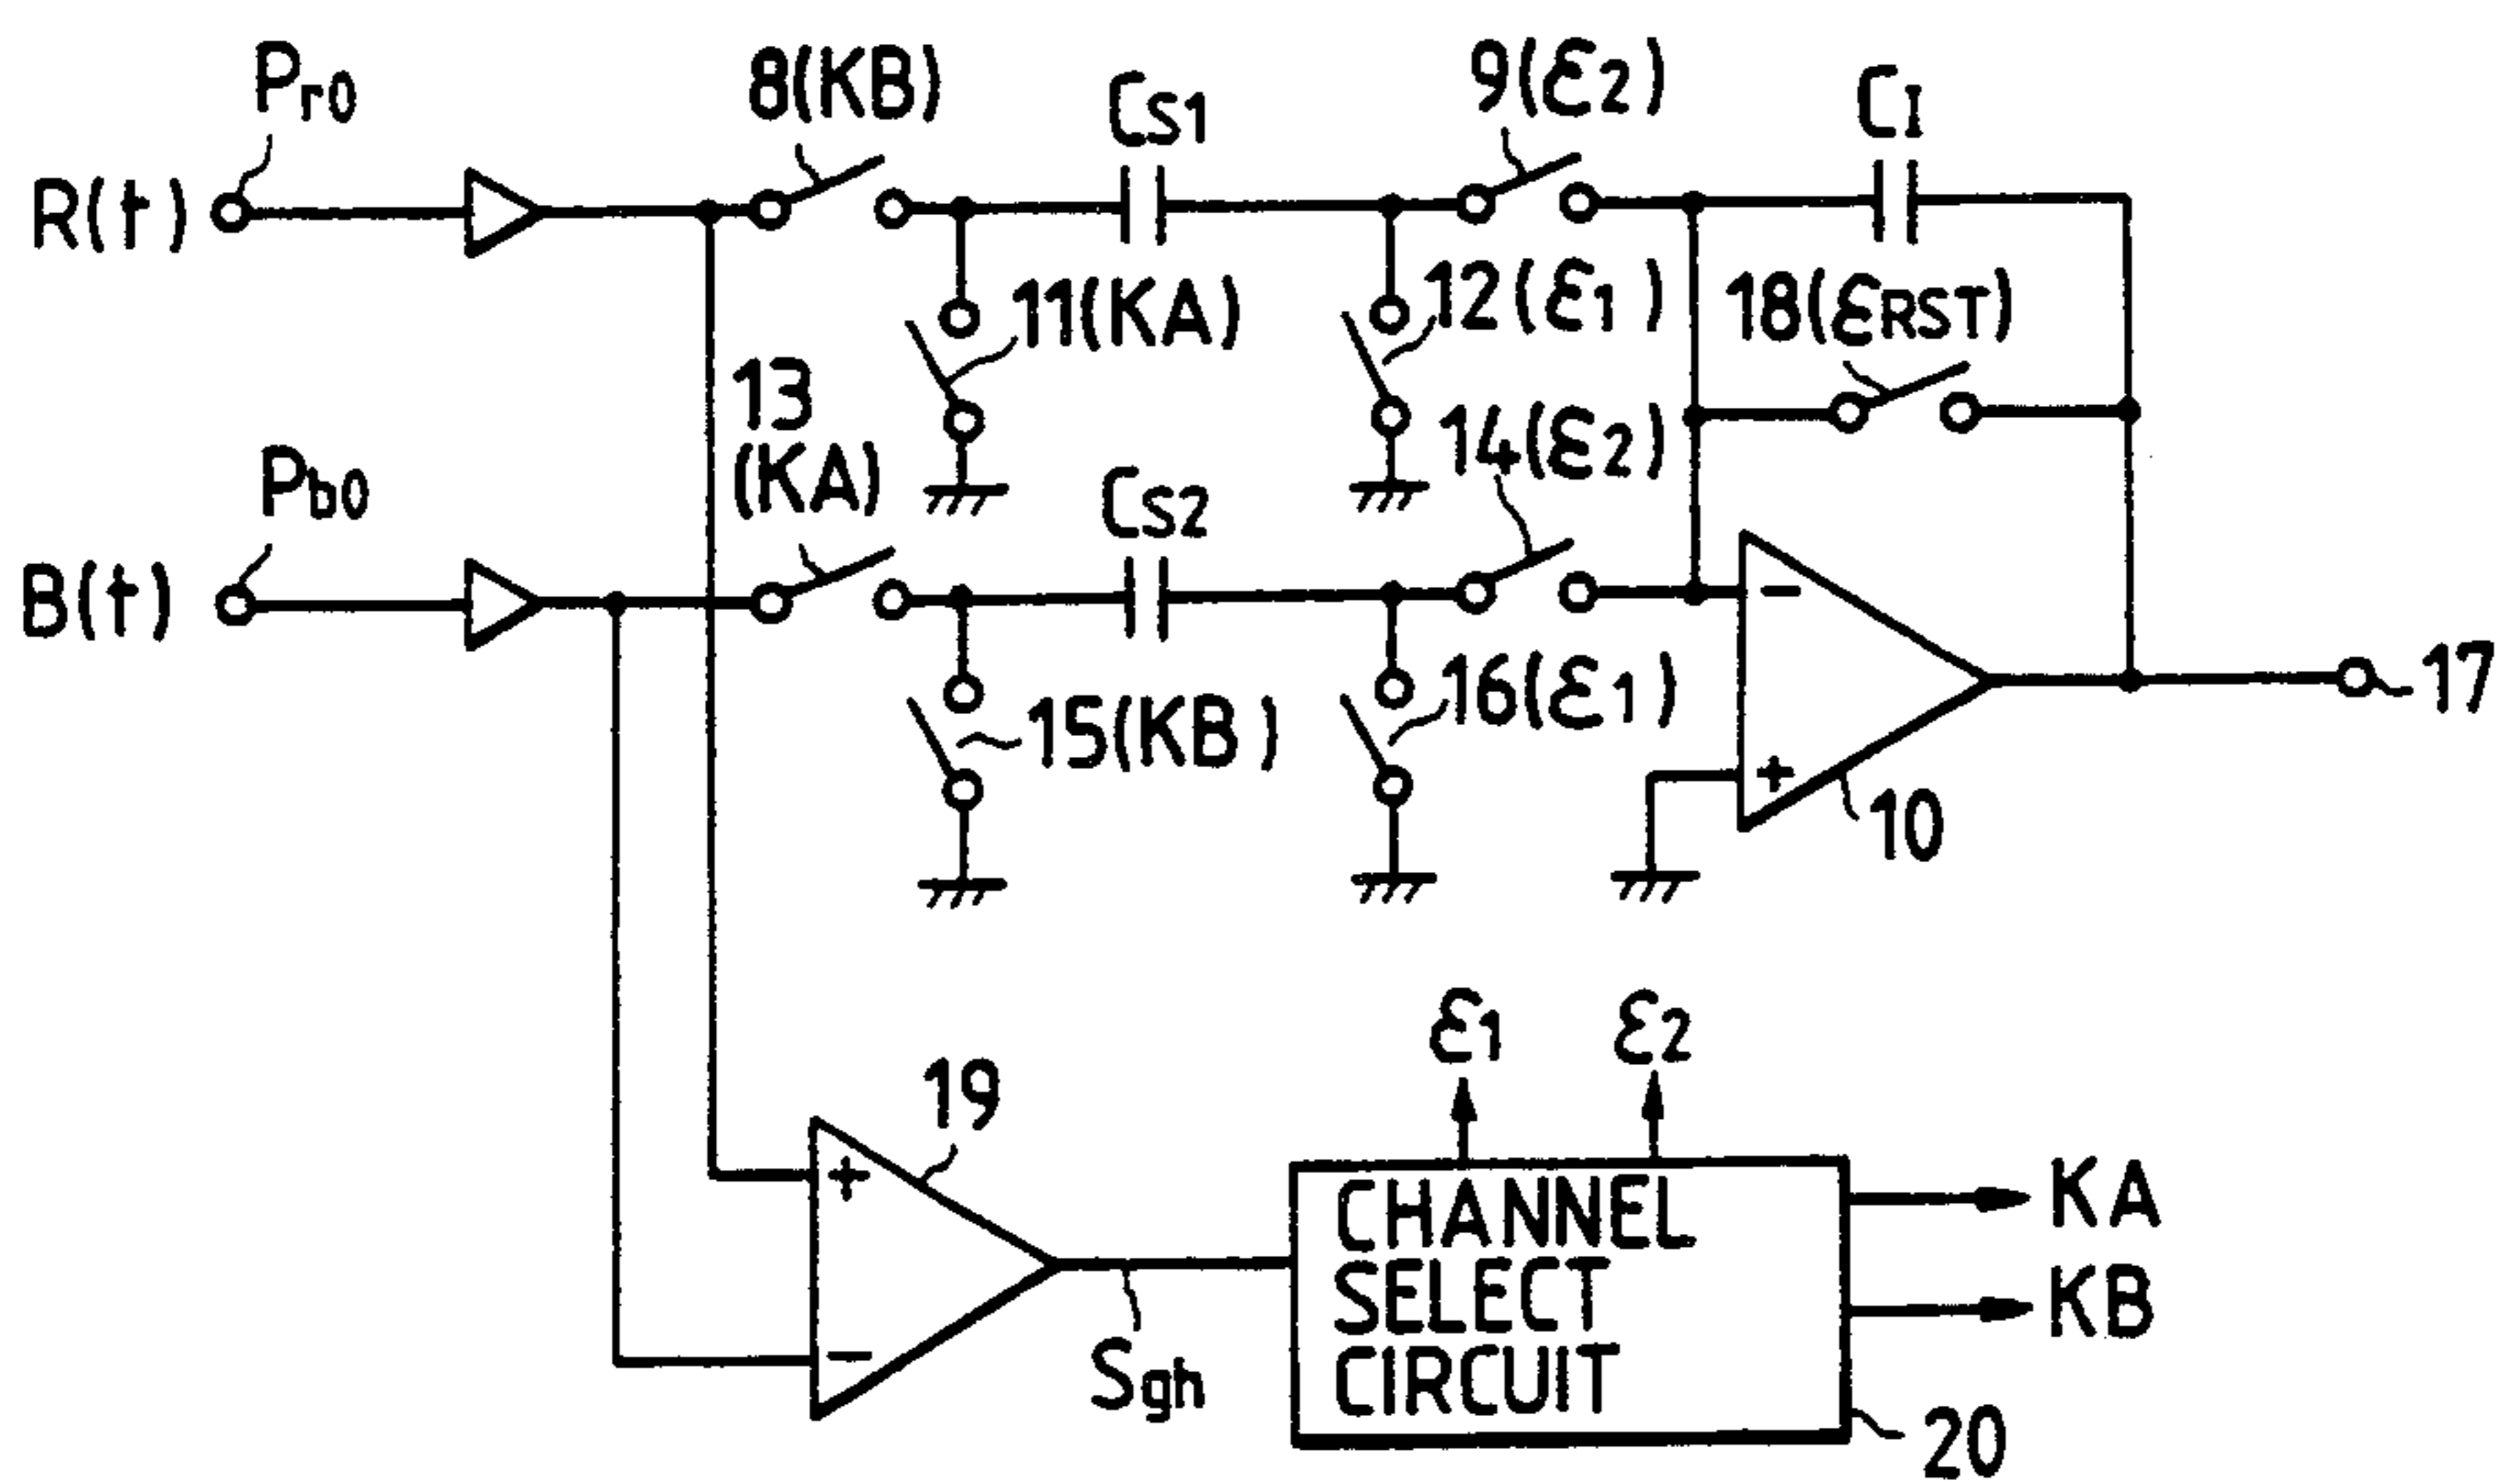 Pr0
8(KB)
CS1
9(ε2)
CI
R(t)
11(KA)
12(ε1)
18(εRST)
13
(KA)
14(ε2)
Pb0
CS2
B(t)
15(KB)
16(ε1)
17
-
+
10
ε1
ε2
19
+
-
Sgh
CHANNEL
SELECT
CIRCUIT
KA
KB
20